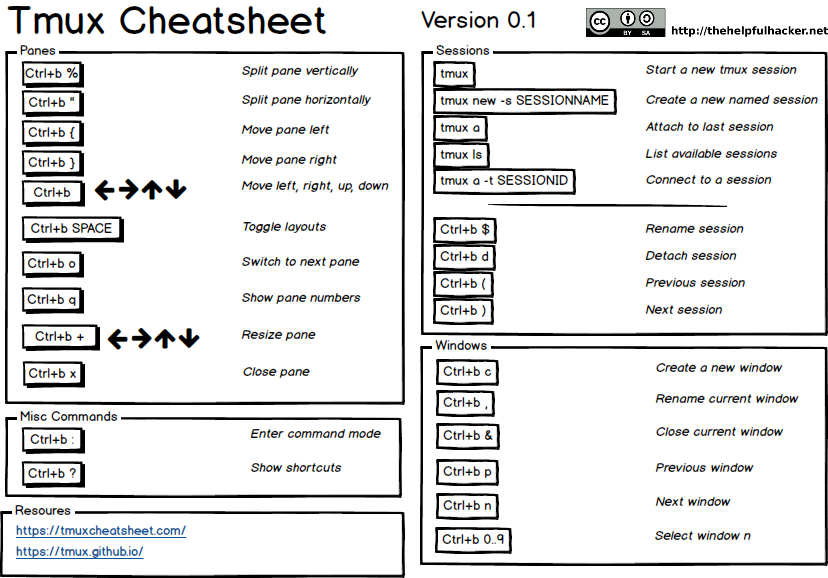 Tmux Cheatsheet
Version 0.1
CC BY SA
http://thehelpfulhacker.net
Panes
Ctrl+b % Split pane vertically
Ctrl+b " Split pane horizontally
Ctrl+b { Move pane left
Ctrl+b } Move pane right
Ctrl+b ←→↑↓ Move left, right, up, down
Ctrl+b SPACE Toggle layouts
Ctrl+b o Switch to next pane
Ctrl+b q Show pane numbers
Ctrl+b + ←→↑↓ Resize pane
Ctrl+b x Close pane
Misc Commands
Ctrl+b : Enter command mode
Ctrl+b ? Show shortcuts
Resoures
https://tmuxcheatsheet.com/
https://tmux.github.io/
Sessions
tmux Start a new tmux session
tmux new -s SESSIONNAME Create a new named session
tmux a Attach to last session
tmux ls List available sessions
tmux a -t SESSIONID Connect to a session
Ctrl+b $ Rename session
Ctrl+b d Detach session
Ctrl+b ( Previous session
Ctrl+b ) Next session
Windows
Ctrl+b c Create a new window
Ctrl+b , Rename current window
Ctrl+b & Close current window
Ctrl+b p Previous window
Ctrl+b n Next window
Ctrl+b 0..9 Select window n